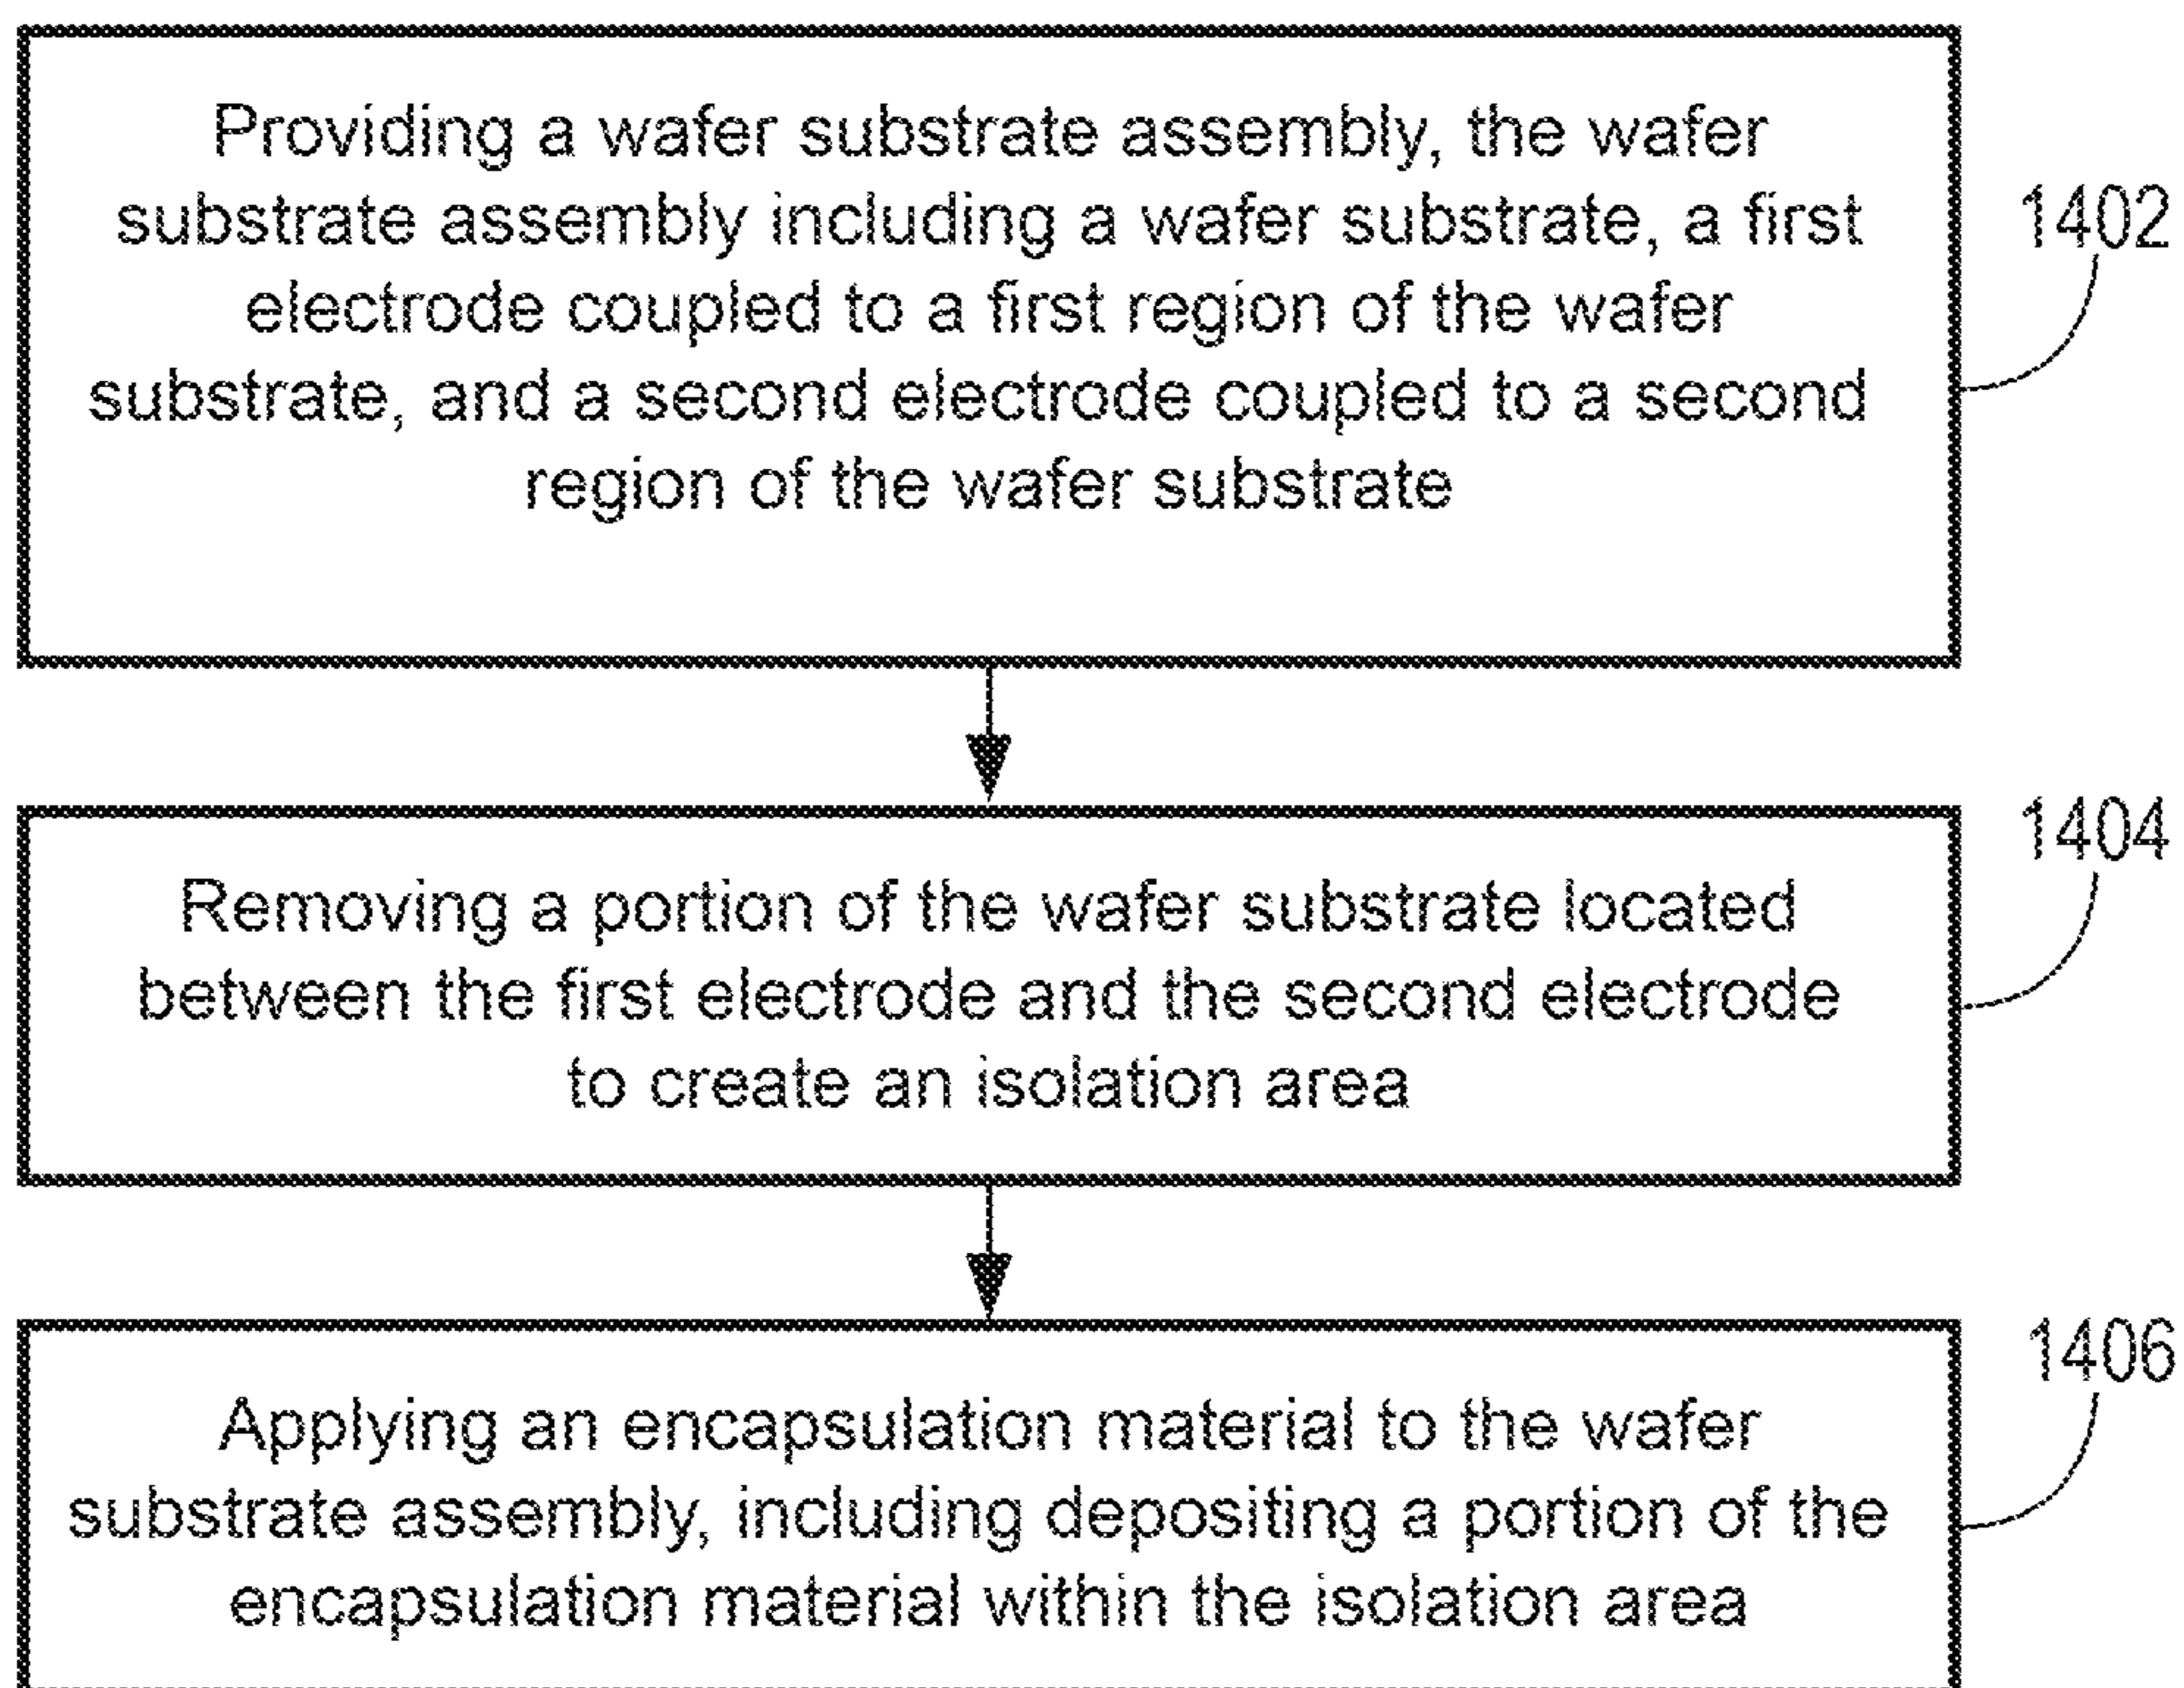 Providing a wafer substrate assembly, the wafer
substrate assembly including a wafer substrate, a first
electrode coupled to a first region of the wafer
substrate, and a second electrode coupled to a second
region of the wafer substrate
1402
Removing a portion of the wafer substrate located
between the first electrode and the second electrode
to create an isolation area
1404
Applying an encapsulation material to the wafer
substrate assembly, including depositing a portion of the
encapsulation material within the isolation area
1406